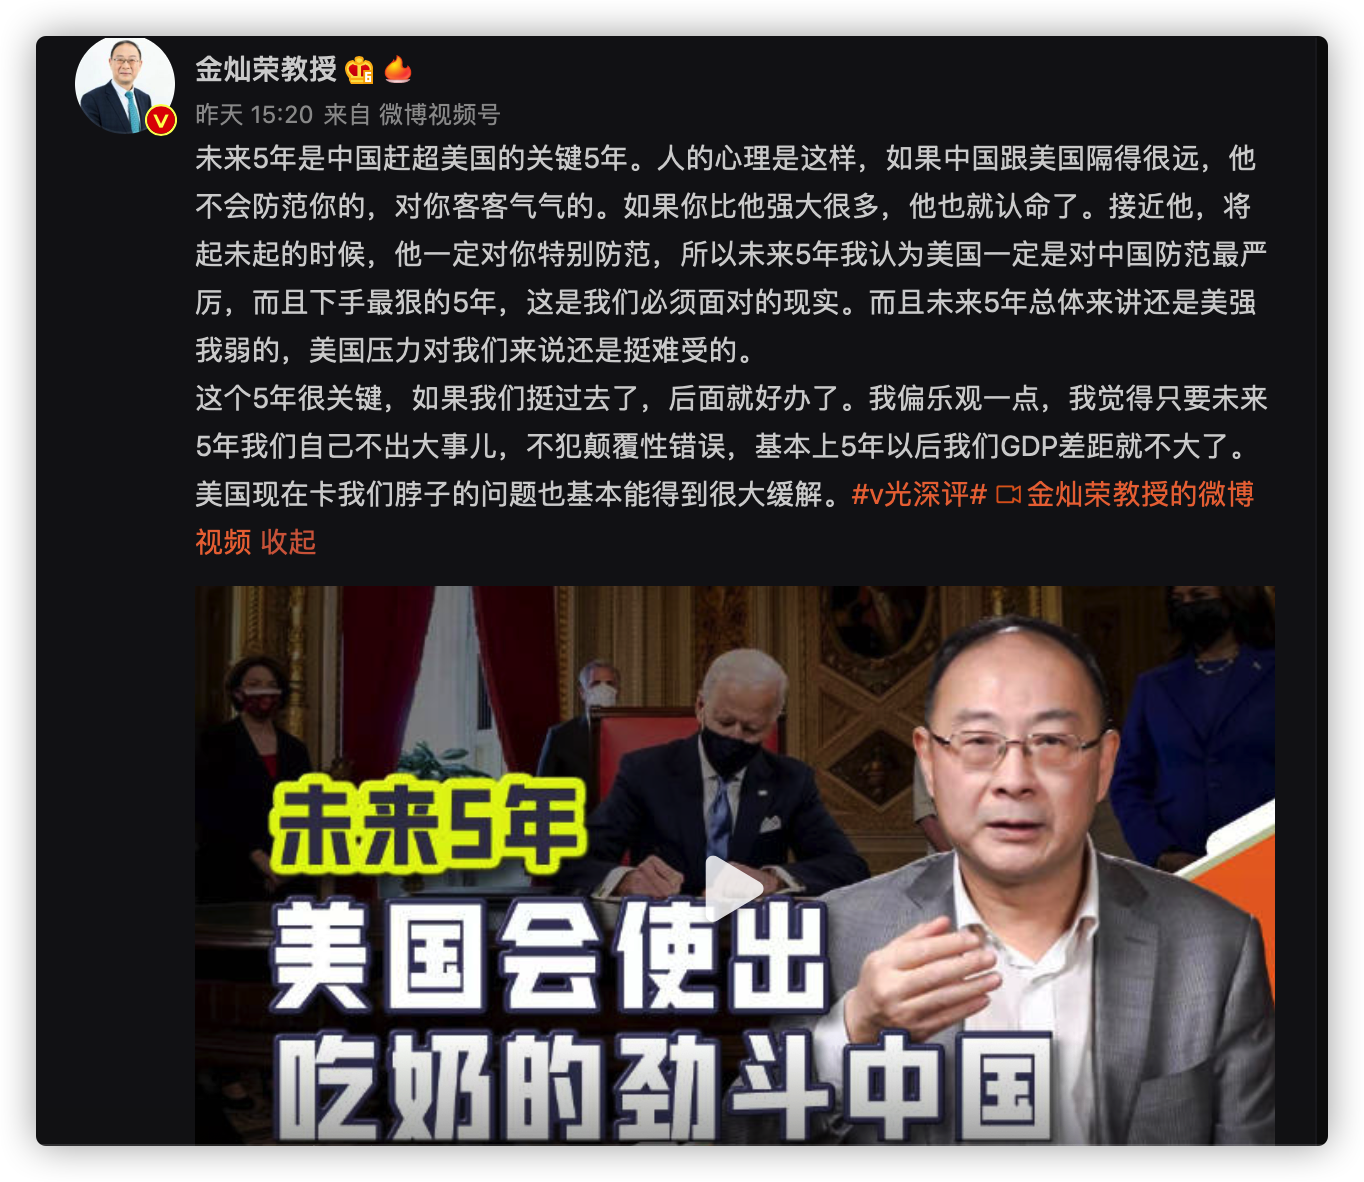 金灿荣教授
昨天 15:20 来自 微博视频号
未来5年是中国赶超美国的关键5年。人的心理是这样，如果中国跟美国隔得很远，他
不会防范你的，对你客客气气的。如果你比他强大很多，他也就认命了。接近他，将
起未起的时候，他一定对你特别防范，所以未来5年我认为美国一定是对中国防范最严
厉，而且下手最狠的5年，这是我们必须面对的现实。而且未来5年总体来讲还是美强
我弱的，美国压力对我们来说还是挺难受的。
这个5年很关键，如果我们挺过去了，后面就好办了。我偏乐观一点，我觉得只要未来
5年我们自己不出大事儿，不犯颠覆性错误，基本上5年以后我们GDP差距就不大了。
美国现在卡我们脖子的问题也基本能得到很大缓解。#v光深评# 金灿荣教授的微博
视频 收起
未来5年
美国会使出
吃奶的劲斗中国